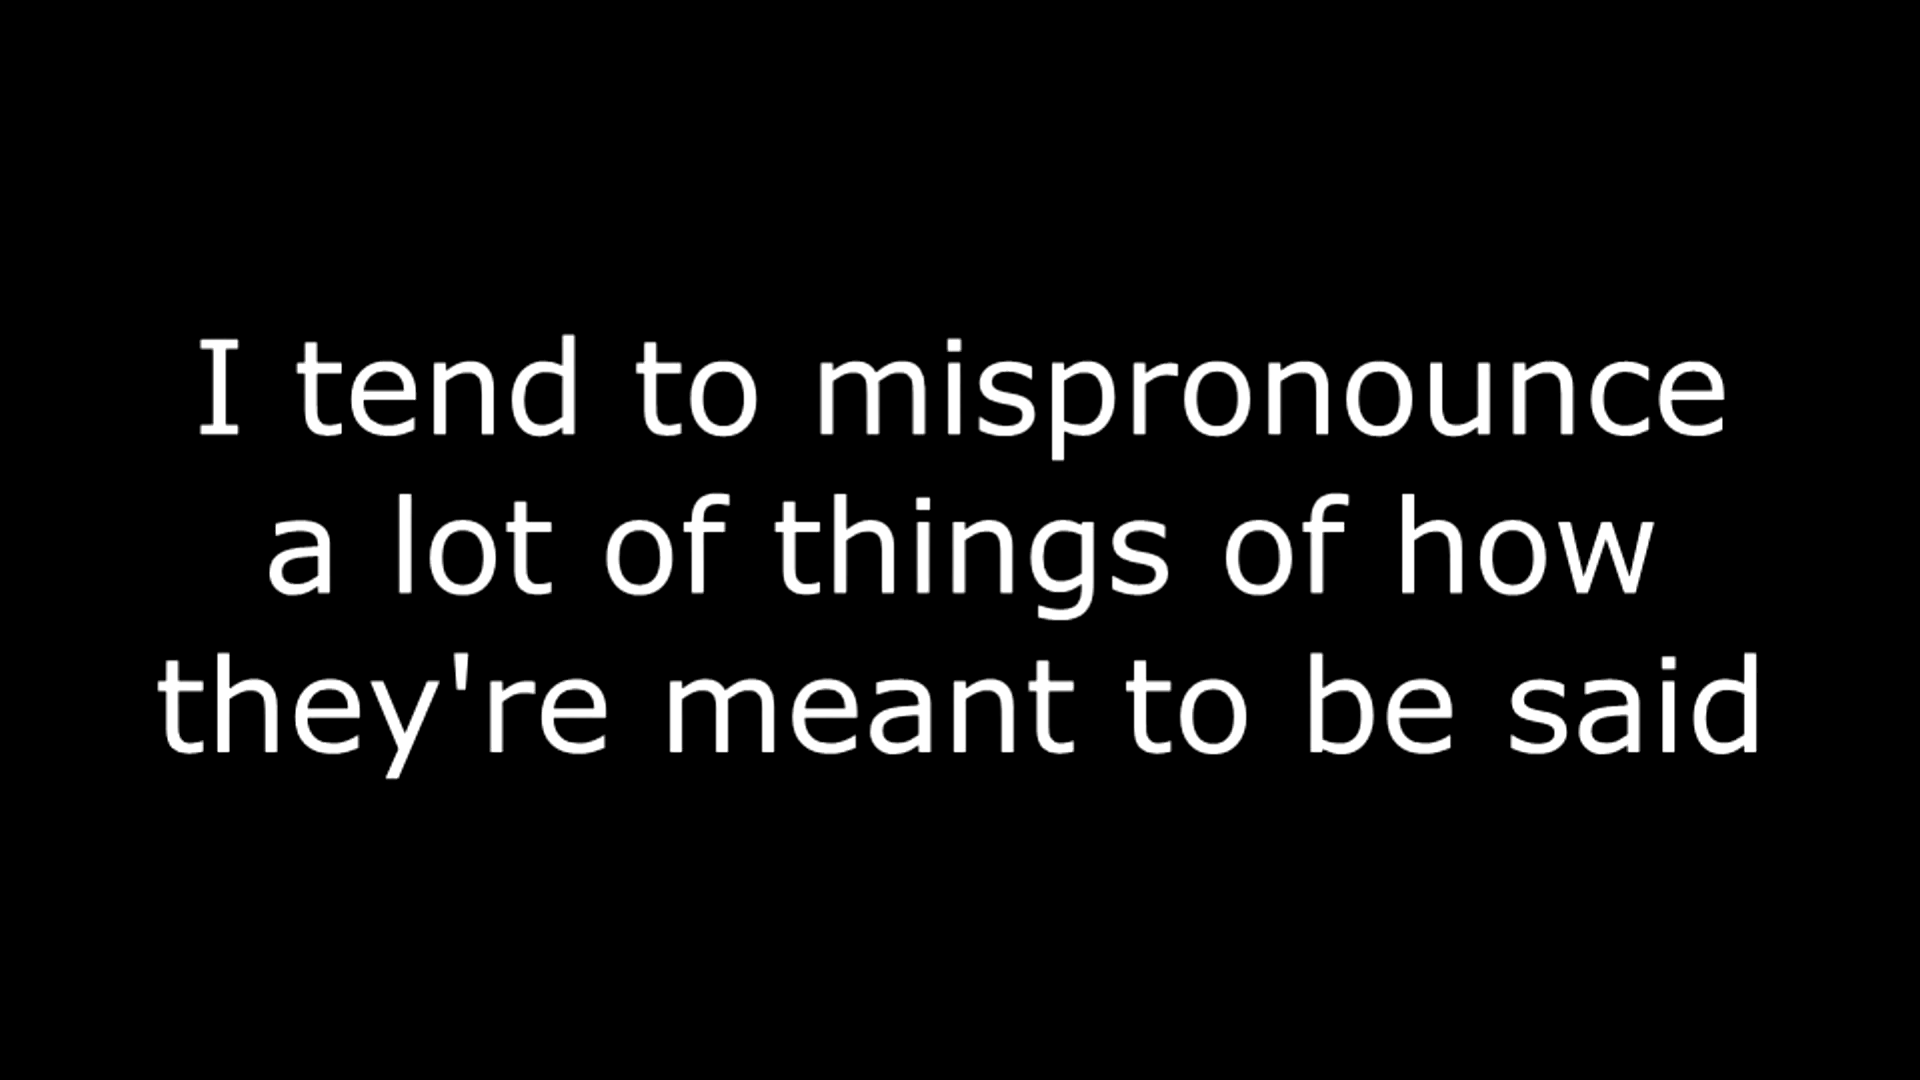 I tend to mispronounce
a lot of things of how
they're meant to be said